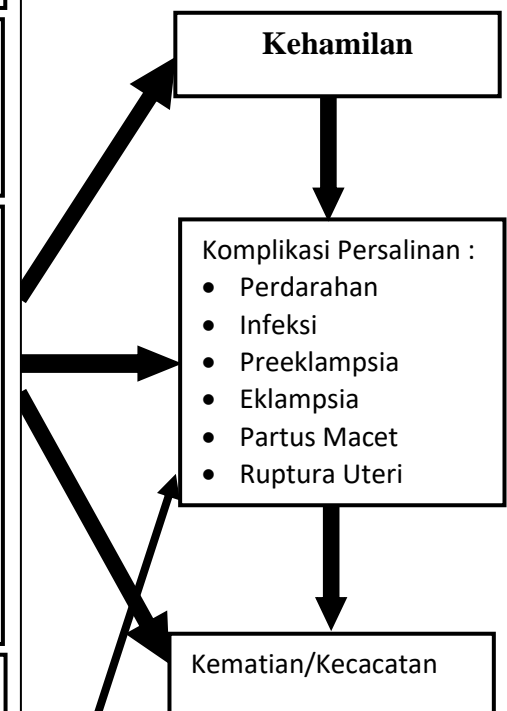 Kehamilan
Komplikasi Persalinan :
• Perdarahan
• Infeksi
• Preeklampsia
• Eklampsia
• Partus Macet
• Ruptura Uteri
Kematian/Kecacatan